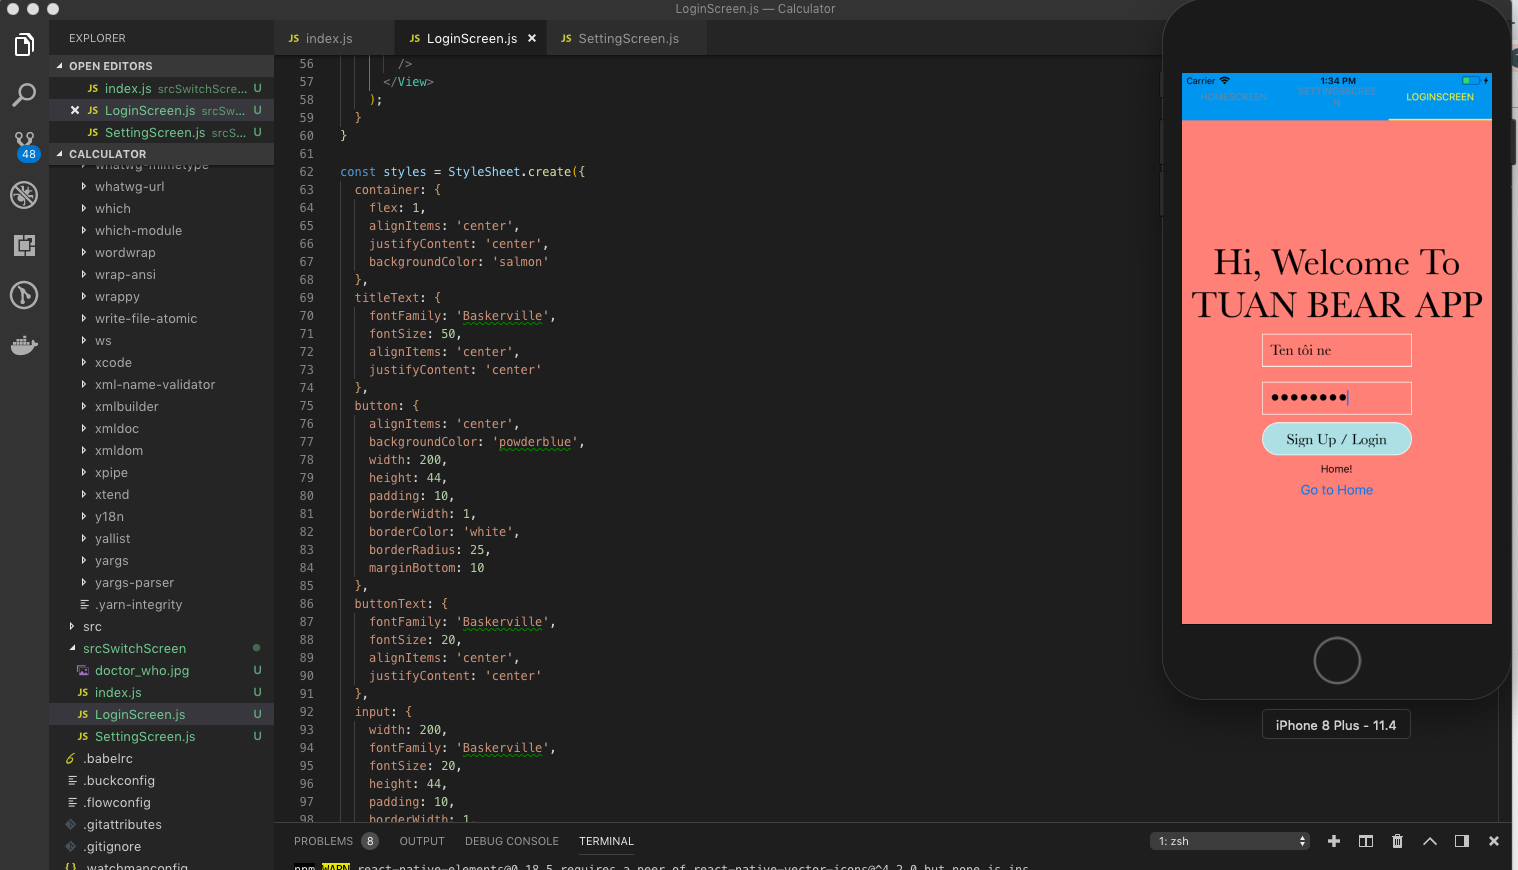 LoginScreen.js — Calculator
EXPLORER
OPEN EDITORS
JS index.js srcSwitchScre... U
JS LoginScreen.js srcSw... U
JS SettingScreen.js srcS... U
48
CALCULATOR
whatwg-mimetype
whatwg-url
which
which-module
wordwrap
wrap-ansi
wrappy
write-file-atomic
ws
xcode
xml-name-validator
xmlbuilder
xmldoc
xmldom
xpipe
xtend
y18n
yallist
yargs
yargs-parser
.yarn-integrity
src
srcSwitchScreen
doctor_who.jpg U
JS index.js U
JS LoginScreen.js U
JS SettingScreen.js U
.babelrc
.buckconfig
.flowconfig
.gitattributes
.gitignore
{} .watchmanconfig
JS index.js
JS LoginScreen.js
JS SettingScreen.js
56 />
57 </View>
58 );
59 }
60 }
61
62 const styles = StyleSheet.create({
63 container: {
64 flex: 1,
65 alignItems: 'center',
66 justifyContent: 'center',
67 backgroundColor: 'salmon'
68 },
69 titleText: {
70 fontFamily: 'Baskerville',
71 fontSize: 50,
72 alignItems: 'center',
73 justifyContent: 'center'
74 },
75 button: {
76 alignItems: 'center',
77 backgroundColor: 'powderblue',
78 width: 200,
79 height: 44,
80 padding: 10,
81 borderWidth: 1,
82 borderColor: 'white',
83 borderRadius: 25,
84 marginBottom: 10
85 },
86 buttonText: {
87 fontFamily: 'Baskerville',
88 fontSize: 20,
89 alignItems: 'center',
90 justifyContent: 'center'
91 },
92 input: {
93 width: 200,
94 fontFamily: 'Baskerville',
95 fontSize: 20,
96 height: 44,
97 padding: 10,
98 borderWidth: 1,
PROBLEMS 8 OUTPUT DEBUG CONSOLE TERMINAL
1: zsh
npm WARN react-native-elements@0.18.5 requires a peer of react-native-vector-icons@^4.2.0 but none is ins
Carrier 1:34 PM
HOMESCREEN
LOGINSCREEN
Hi, Welcome To
TUAN BEAR APP
Ten tôi ne
Sign Up / Login
Home!
Go to Home
iPhone 8 Plus - 11.4